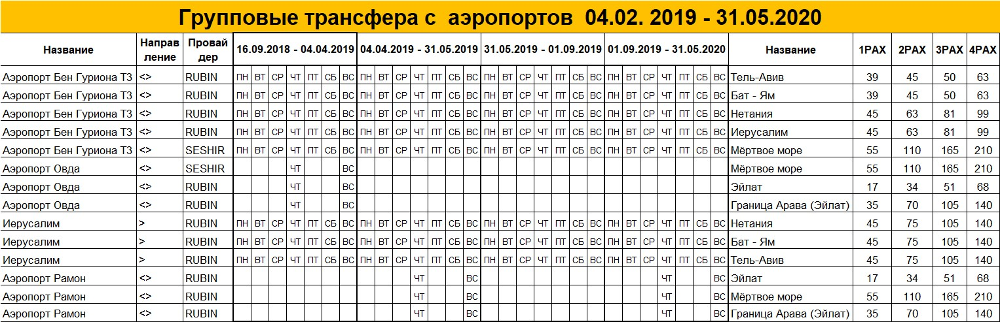 Групповые трансфера с аэропортов 04.02. 2019 - 31.05.2020
Название Направ ление Провай дер 16.09.2018 - 04.04.2019 04.04.2019 - 31.05.2019 31.05.2019 - 01.09.2019 01.09.2019 - 31.05.2020 Название 1PAX 2PAX 3PAX 4PAX
Аэропорт Бен Гуриона Т3 <> RUBIN ПН ВТ СР ЧТ ПТ СБ ВС ПН ВТ СР ЧТ ПТ СБ ВС ПН ВТ СР ЧТ ПТ СБ ВС ПН ВТ СР ЧТ ПТ СБ ВС Тель-Авив 39 45 50 63
Аэропорт Бен Гуриона Т3 <> RUBIN ПН ВТ СР ЧТ ПТ СБ ВС ПН ВТ СР ЧТ ПТ СБ ВС ПН ВТ СР ЧТ ПТ СБ ВС ПН ВТ СР ЧТ ПТ СБ ВС Бат - Ям 39 45 50 63
Аэропорт Бен Гуриона Т3 <> RUBIN ПН ВТ СР ЧТ ПТ СБ ВС ПН ВТ СР ЧТ ПТ СБ ВС ПН ВТ СР ЧТ ПТ СБ ВС ПН ВТ СР ЧТ ПТ СБ ВС Нетания 45 63 81 99
Аэропорт Бен Гуриона Т3 <> RUBIN ПН ВТ СР ЧТ ПТ СБ ВС ПН ВТ СР ЧТ ПТ СБ ВС ПН ВТ СР ЧТ ПТ СБ ВС ПН ВТ СР ЧТ ПТ СБ ВС Иерусалим 45 63 81 99
Аэропорт Бен Гуриона Т3 <> SESHIR ПН ВТ СР ЧТ ПТ СБ ВС ПН ВТ СР ЧТ ПТ СБ ВС ПН ВТ СР ЧТ ПТ СБ ВС ПН ВТ СР ЧТ ПТ СБ ВС Мёртвое море 55 110 165 210
Аэропорт Овда <> SESHIR ЧТ ВС Мёртвое море 55 110 165 210
Аэропорт Овда <> RUBIN ЧТ ВС Эйлат 17 34 51 68
Аэропорт Овда <> RUBIN ЧТ ВС Граница Арава (Эйлат) 35 70 105 140
Иерусалим > RUBIN ПН ВТ СР ЧТ ПТ СБ ВС ПН ВТ СР ЧТ ПТ СБ ВС ПН ВТ СР ЧТ ПТ СБ ВС ПН ВТ СР ЧТ ПТ СБ ВС Нетания 45 75 105 140
Иерусалим > RUBIN ПН ВТ СР ЧТ ПТ СБ ВС ПН ВТ СР ЧТ ПТ СБ ВС ПН ВТ СР ЧТ ПТ СБ ВС ПН ВТ СР ЧТ ПТ СБ ВС Бат - Ям 45 75 105 140
Иерусалим > RUBIN ПН ВТ СР ЧТ ПТ СБ ВС ПН ВТ СР ЧТ ПТ СБ ВС ПН ВТ СР ЧТ ПТ СБ ВС ПН ВТ СР ЧТ ПТ СБ ВС Тель-Авив 45 75 105 140
Аэропорт Рамон <> RUBIN ЧТ ВС ЧТ ВС Эйлат 17 34 51 68
Аэропорт Рамон <> RUBIN ЧТ ВС ЧТ ВС Мёртвое море 55 110 165 210
Аэропорт Рамон <> RUBIN ЧТ ВС ЧТ ВС Граница Арава (Эйлат) 35 70 105 140